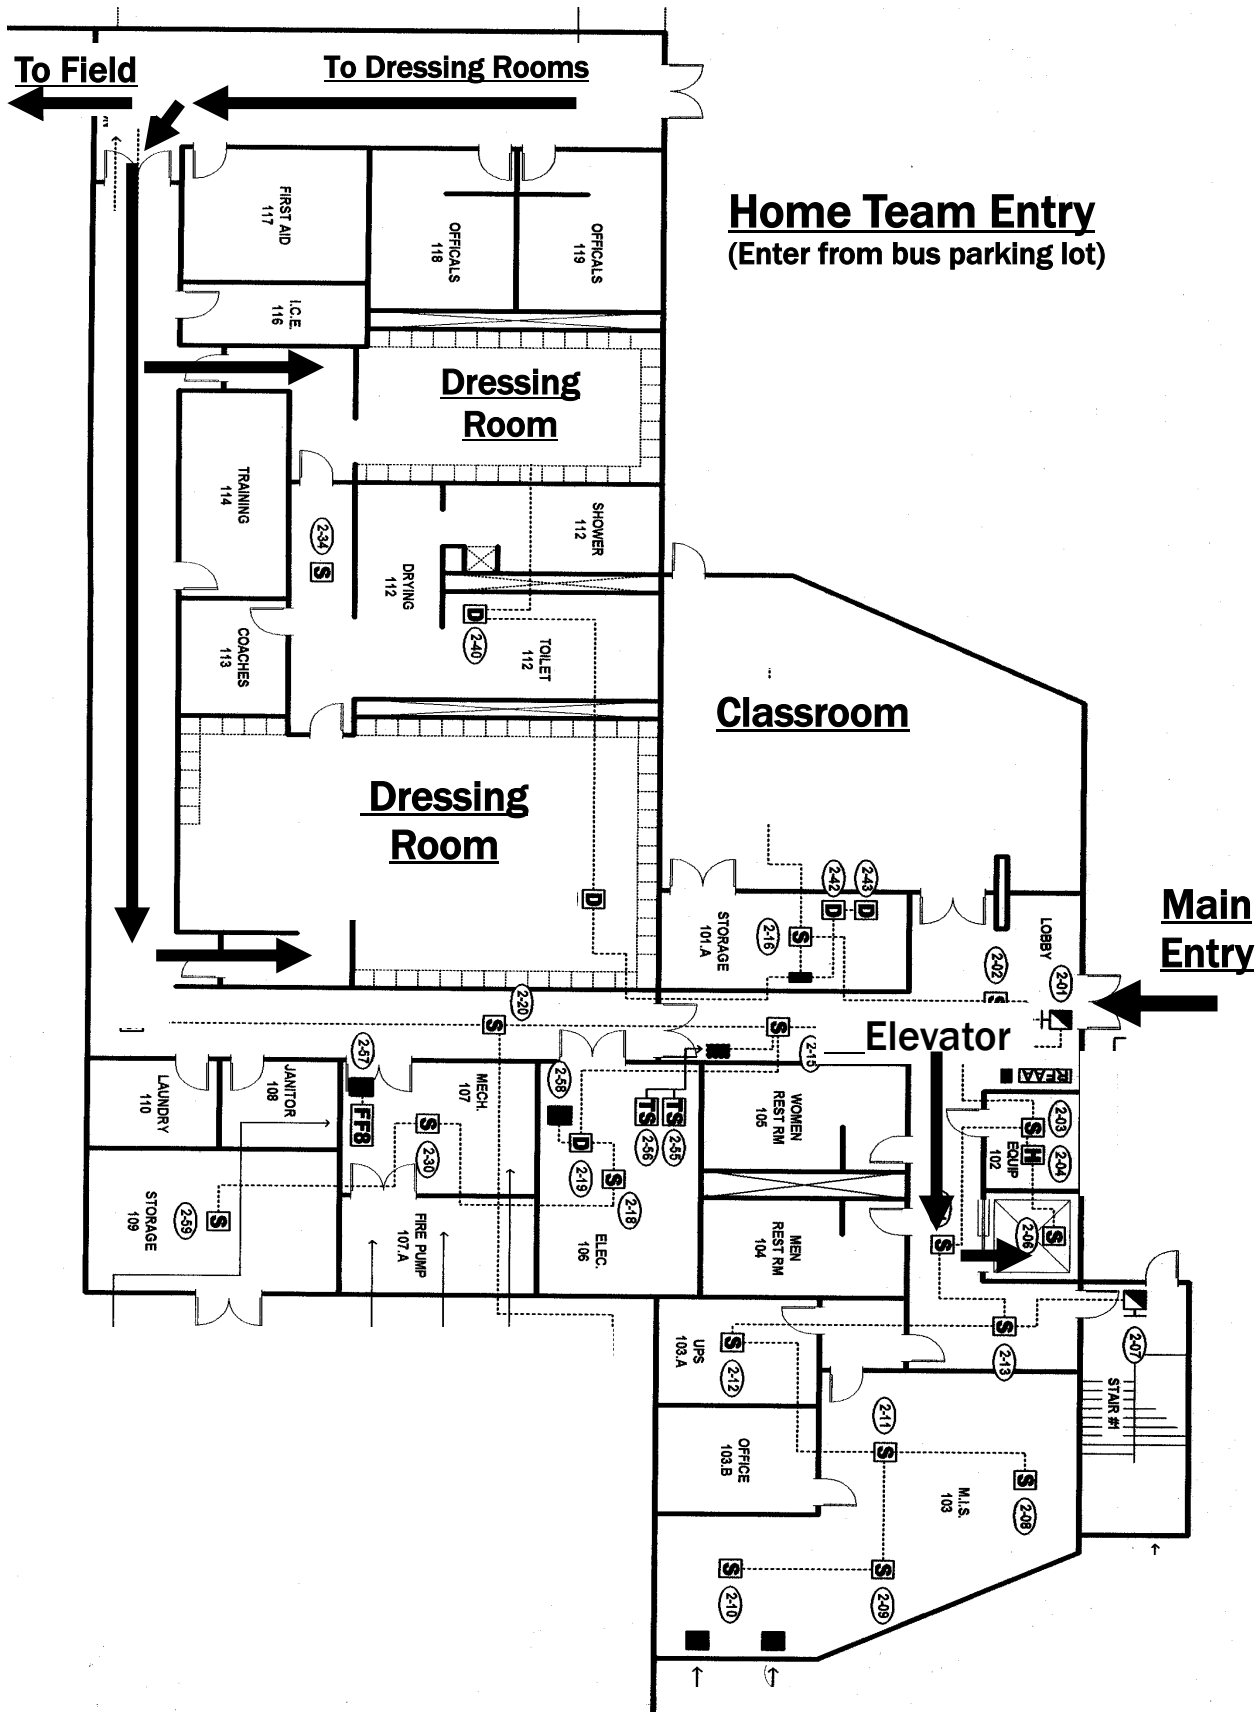 To Field
To Dressing Rooms
Home Team Entry
(Enter from bus parking lot)
FIRST AID
117
OFFICALS
118
OFFICALS
119
I.C.E.
116
Dressing
Room
TRAINING
114
2-34
S
SHOWER
112
DRYING
112
D
2-40
TOILET
112
COACHES
113
Classroom
Dressing
Room
D
2-42
2-43
D
D
STORAGE
101.A
2-16
S
LOBBY
2-02
2-01
S
Main
Entry
2-20
S
S
2-15
Elevator
2-57
FF8
MECH.
107
2-58
LAUNDRY
110
JANITOR
108
TS
TS
2-56
2-55
WOMEN
REST RM
105
RFAA
2-03
S
H
2-04
EQUIP
102
S
2-30
D
2-19
S
2-18
STORAGE
109
2-59
S
FIRE PUMP
107.A
ELEC.
106
MEN
REST RM
104
S
2-06
S
UPS
103.A
S
2-12
S
2-13
2-07
STAIR #1
2-11
S
OFFICE
103.B
M.I.S.
103
S
2-08
S
2-10
S
2-09